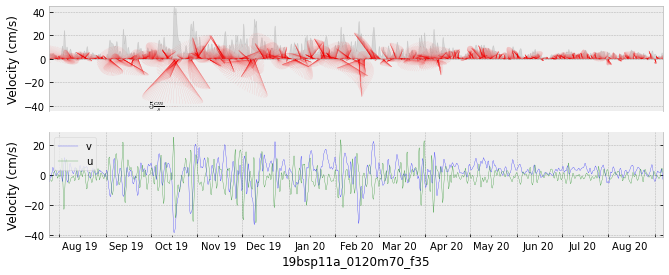 Velocity (cm/s)
40
20
0
−20
−40
5 cm/s
Velocity (cm/s)
20
0
−20
−40
v
u
Aug 19 Sep 19 Oct 19 Nov 19 Dec 19 Jan 20 Feb 20 Mar 20 Apr 20 May 20 Jun 20 Jul 20 Aug 20
19bsp11a_0120m70_f35